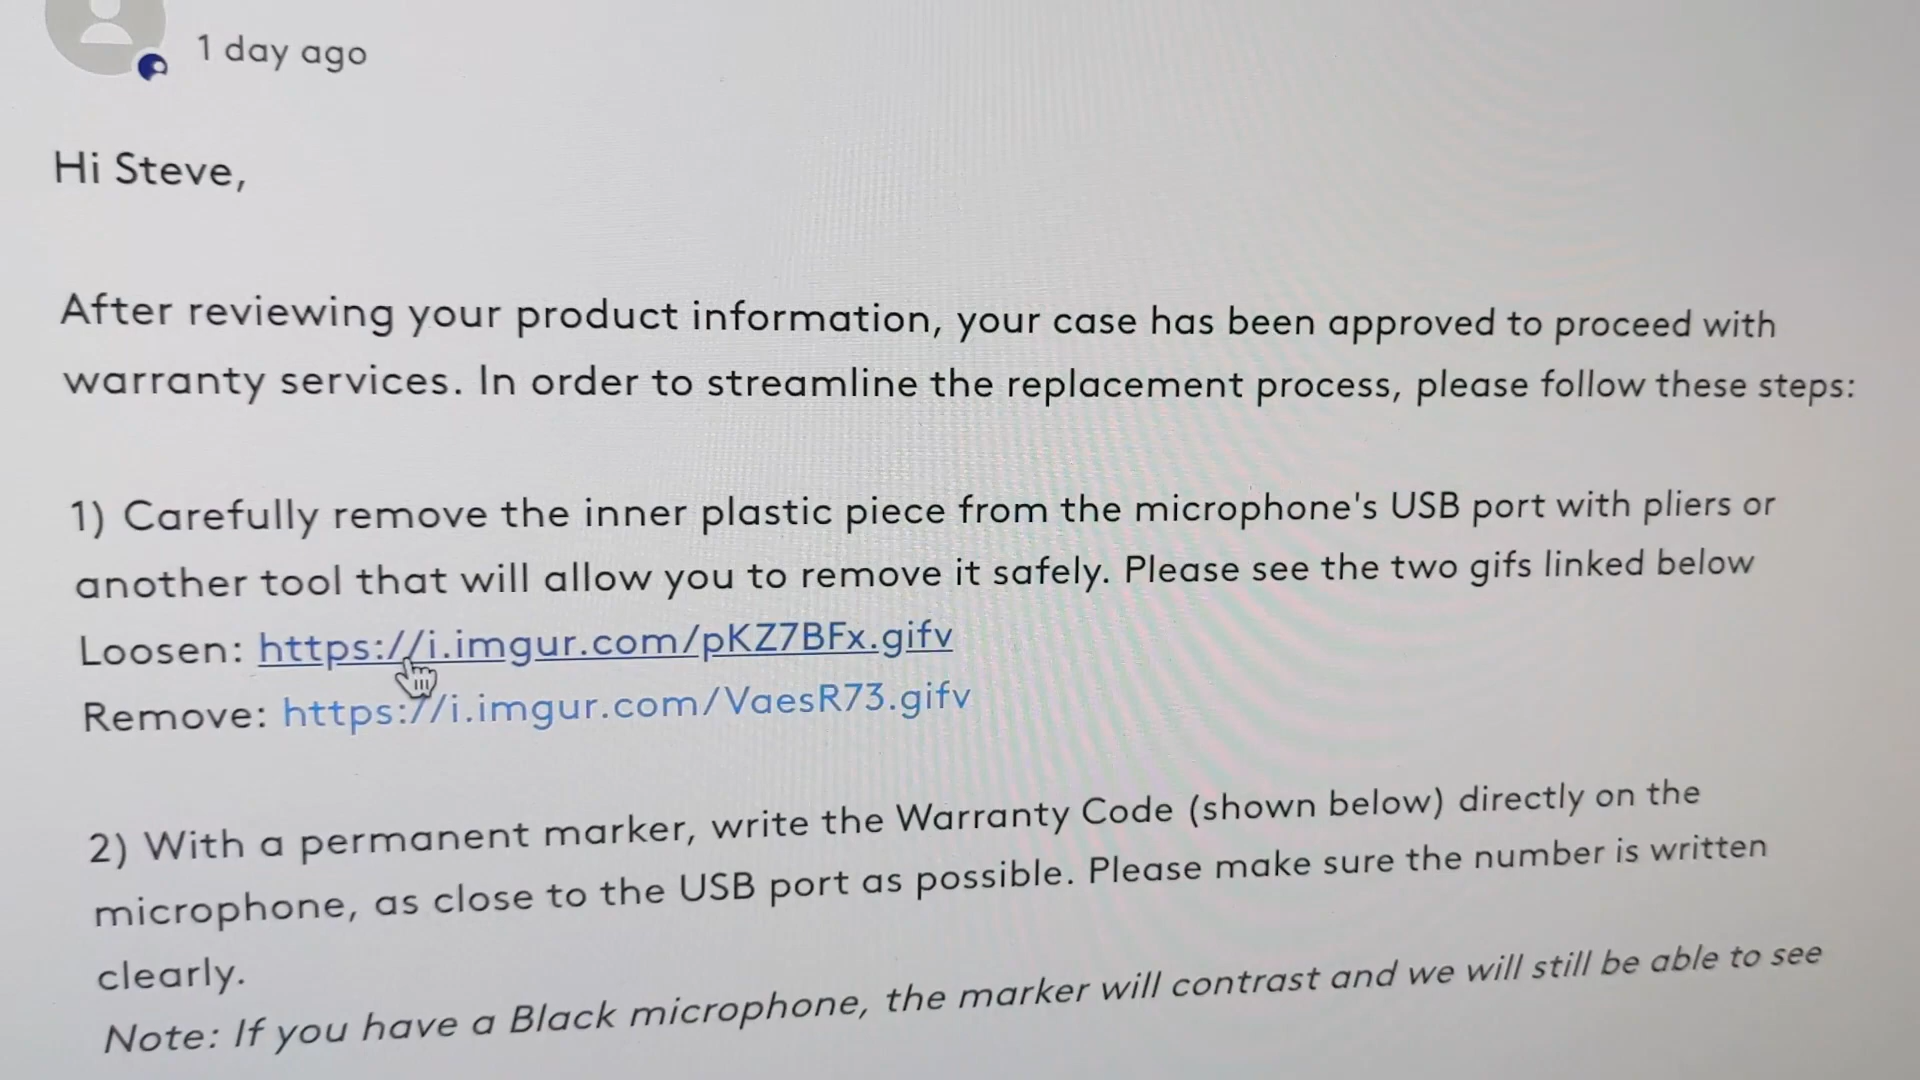 1 day ago
Hi Steve,
After reviewing your product information, your case has been approved to proceed with
warranty services. In order to streamline the replacement process, please follow these steps:
1) Carefully remove the inner plastic piece from the microphone's USB port with pliers or
another tool that will allow you to remove it safely. Please see the two gifs linked below
Loosen: https://i.imgur.com/pKZ7BFx.gifv
Remove: https://i.imgur.com/VaesR73.gifv
2) With a permanent marker, write the Warranty Code (shown below) directly on the
microphone, as close to the USB port as possible. Please make sure the number is written
clearly.
Note: If you have a Black microphone, the marker will contrast and we will still be able to see